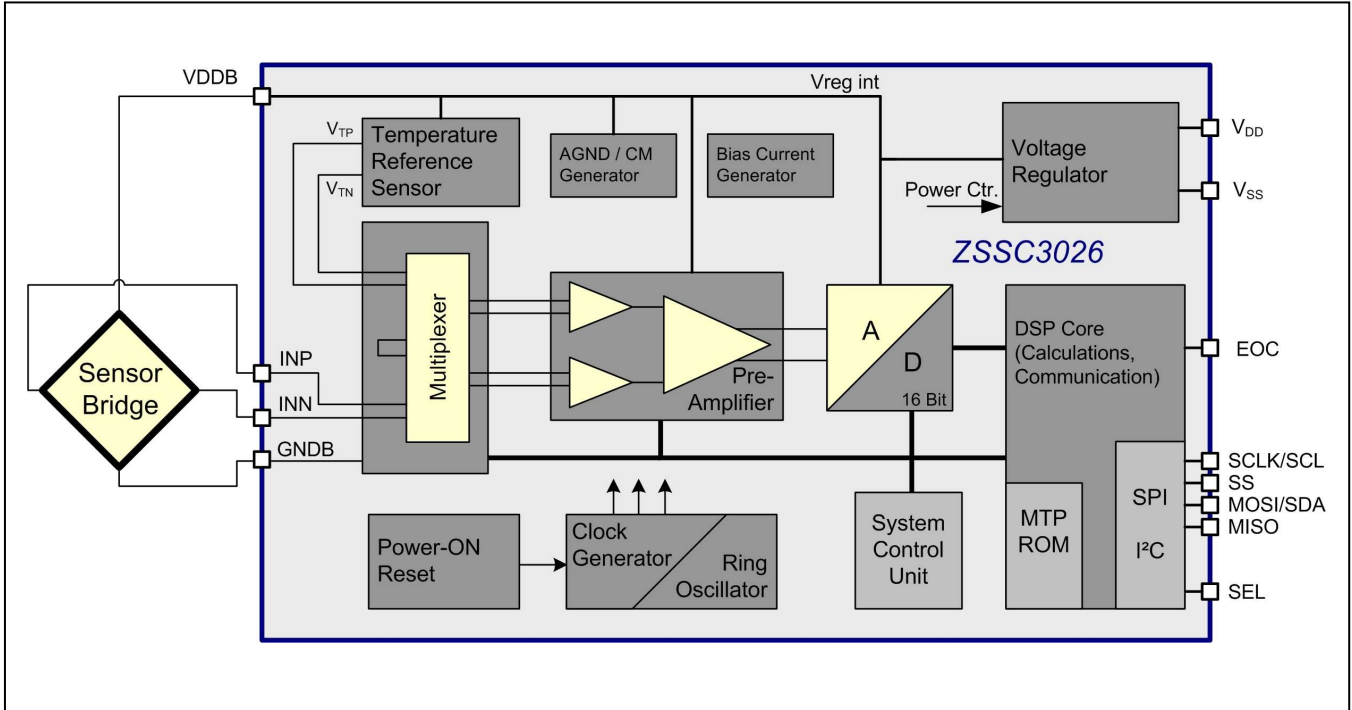 VDDB
Vreg int
VTP
VTN
Temperature
Reference
Sensor
AGND / CM
Generator
Bias Current
Generator
Voltage
Regulator
VDD
VSS
Power Ctr.
ZSSC3026
Sensor
Bridge
INP
INN
GNDB
Multiplexer
Pre-
Amplifier
A
D
16 Bit
DSP Core
(Calculations,
Communication)
EOC
SCLK/SCL
SS
MOSI/SDA
MISO
SEL
SPI
I²C
MTP
ROM
Power-ON
Reset
Clock
Generator
Ring
Oscillator
System
Control
Unit